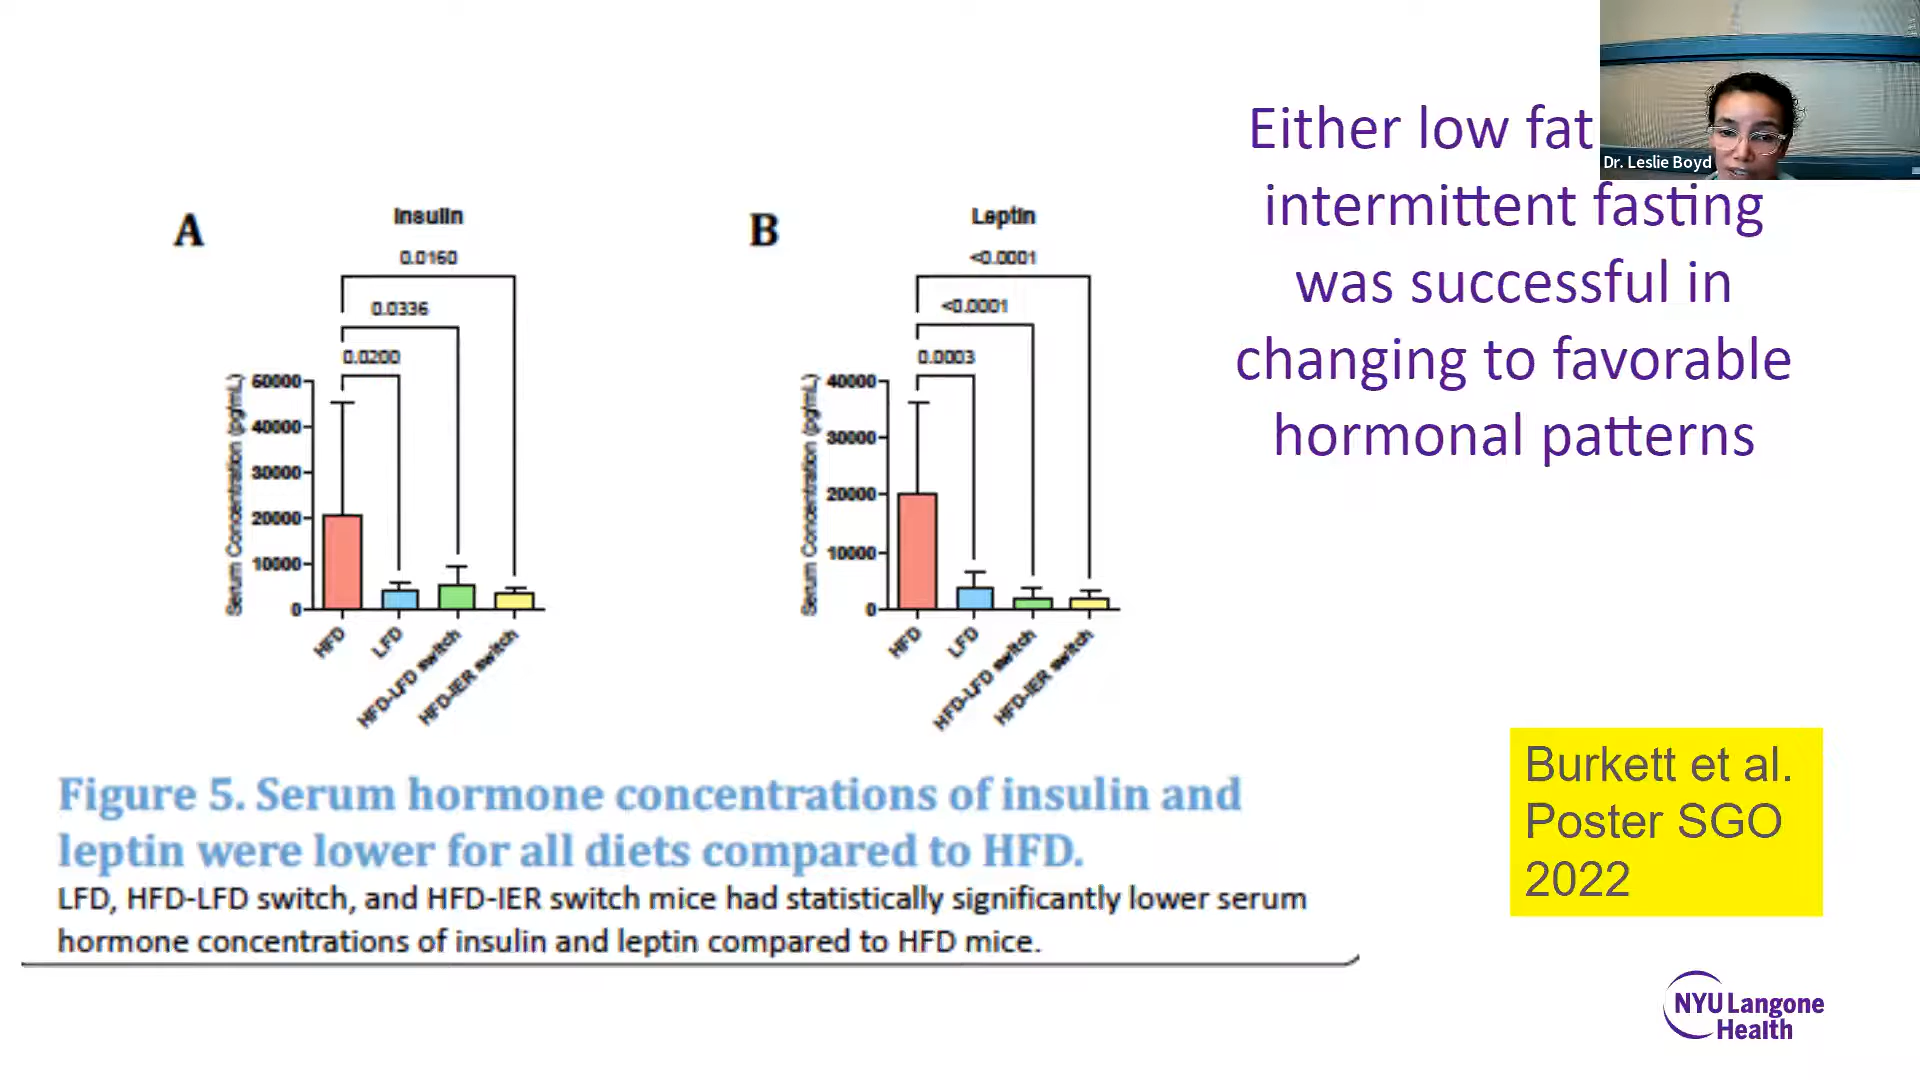 Either low fat
Dr. Leslie Boyd
intermittent fasting
was successful in
changing to favorable
hormonal patterns
A
Insulin
0.0160
0.0336
0.0200
Serum Concentration (pg/mL)
60000
50000
40000
30000
20000
10000
0
HFD
LFD
HFD-LFD switch
HFD-IER switch
B
Leptin
<0.0001
<0.0001
0.0003
Serum Concentration (pg/mL)
40000
30000
20000
10000
0
HFD
LFD
HFD-LFD switch
HFD-IER switch
Figure 5. Serum hormone concentrations of insulin and
leptin were lower for all diets compared to HFD.
LFD, HFD-LFD switch, and HFD-IER switch mice had statistically significantly lower serum
hormone concentrations of insulin and leptin compared to HFD mice.
Burkett et al.
Poster SGO
2022
NYU Langone
Health